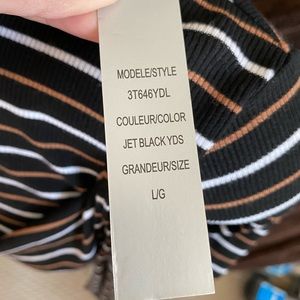 MODELE/STYLE
3T646YDL
COULEUR/COLOR
JET BLACK YDS
GRANDEUR/SIZE
L/G